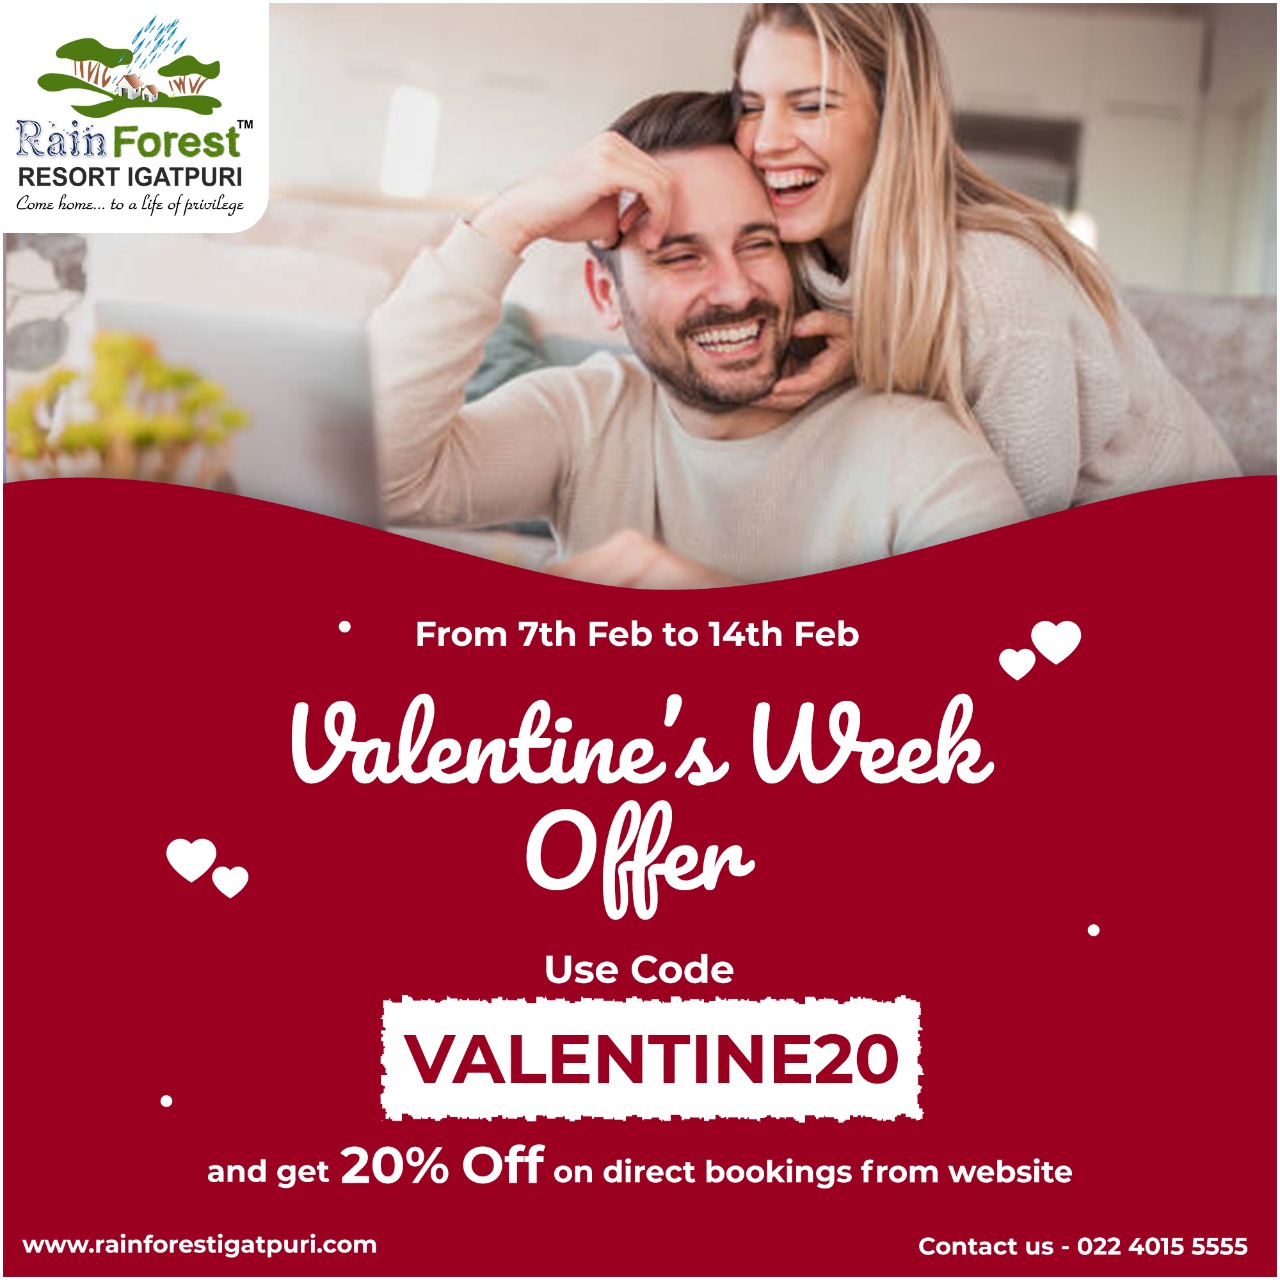 Rain Forest™
RESORT IGATPURI
Come home... to a life of privilege
From 7th Feb to 14th Feb
Valentine's Week
Offer
Use Code
VALENTINE20
and get 20% Off on direct bookings from website
www.rainforestigatpuri.com
Contact us - 022 4015 5555